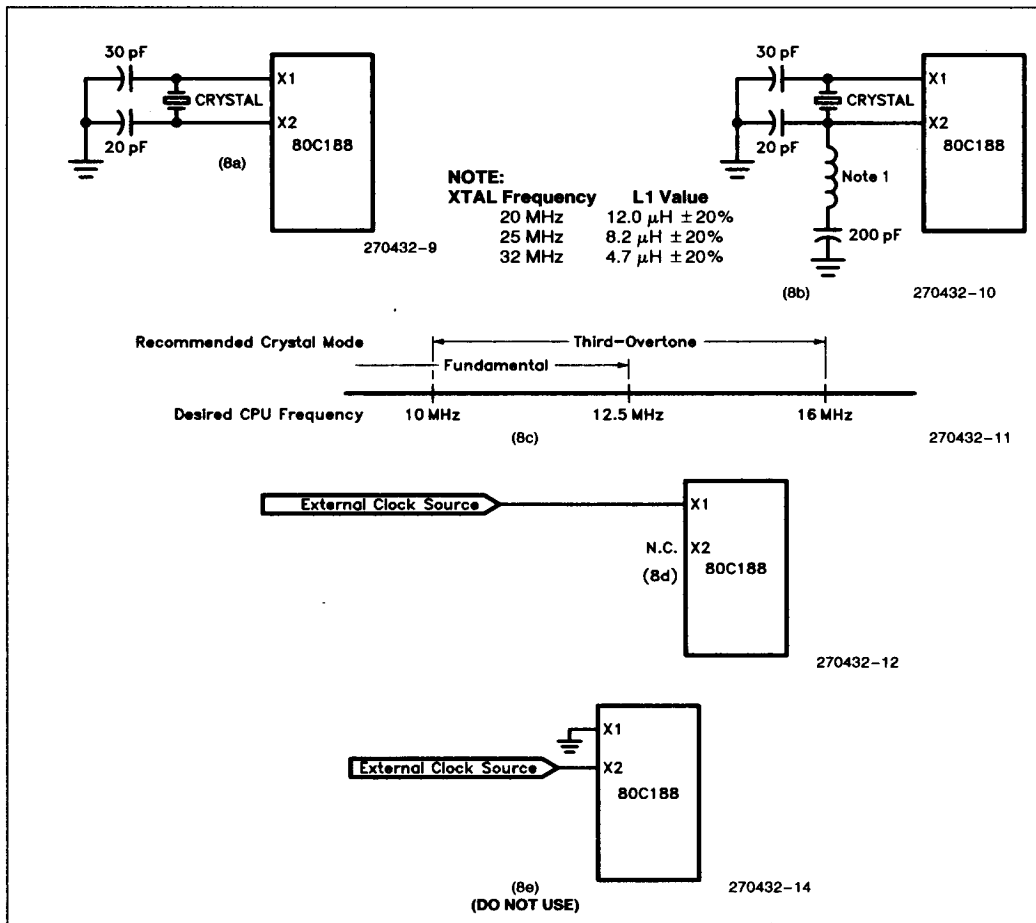 30 pF
X1
CRYSTAL
X2
20 pF
80C188
(8a)
270432-9
NOTE:
XTAL Frequency L1 Value
20 MHz 12.0 μH ±20%
25 MHz 8.2 μH ±20%
32 MHz 4.7 μH ±20%
30 pF
X1
CRYSTAL
X2
20 pF
80C188
Note 1
200 pF
(8b)
270432-10
Recommended Crystal Mode
Third-Overtone
Fundamental
Desired CPU Frequency
10 MHz
12.5 MHz
16 MHz
(8c)
270432-11
External Clock Source
X1
N.C.
X2
(8d)
80C188
270432-12
X1
External Clock Source
X2
80C188
(8e)
270432-14
(DO NOT USE)